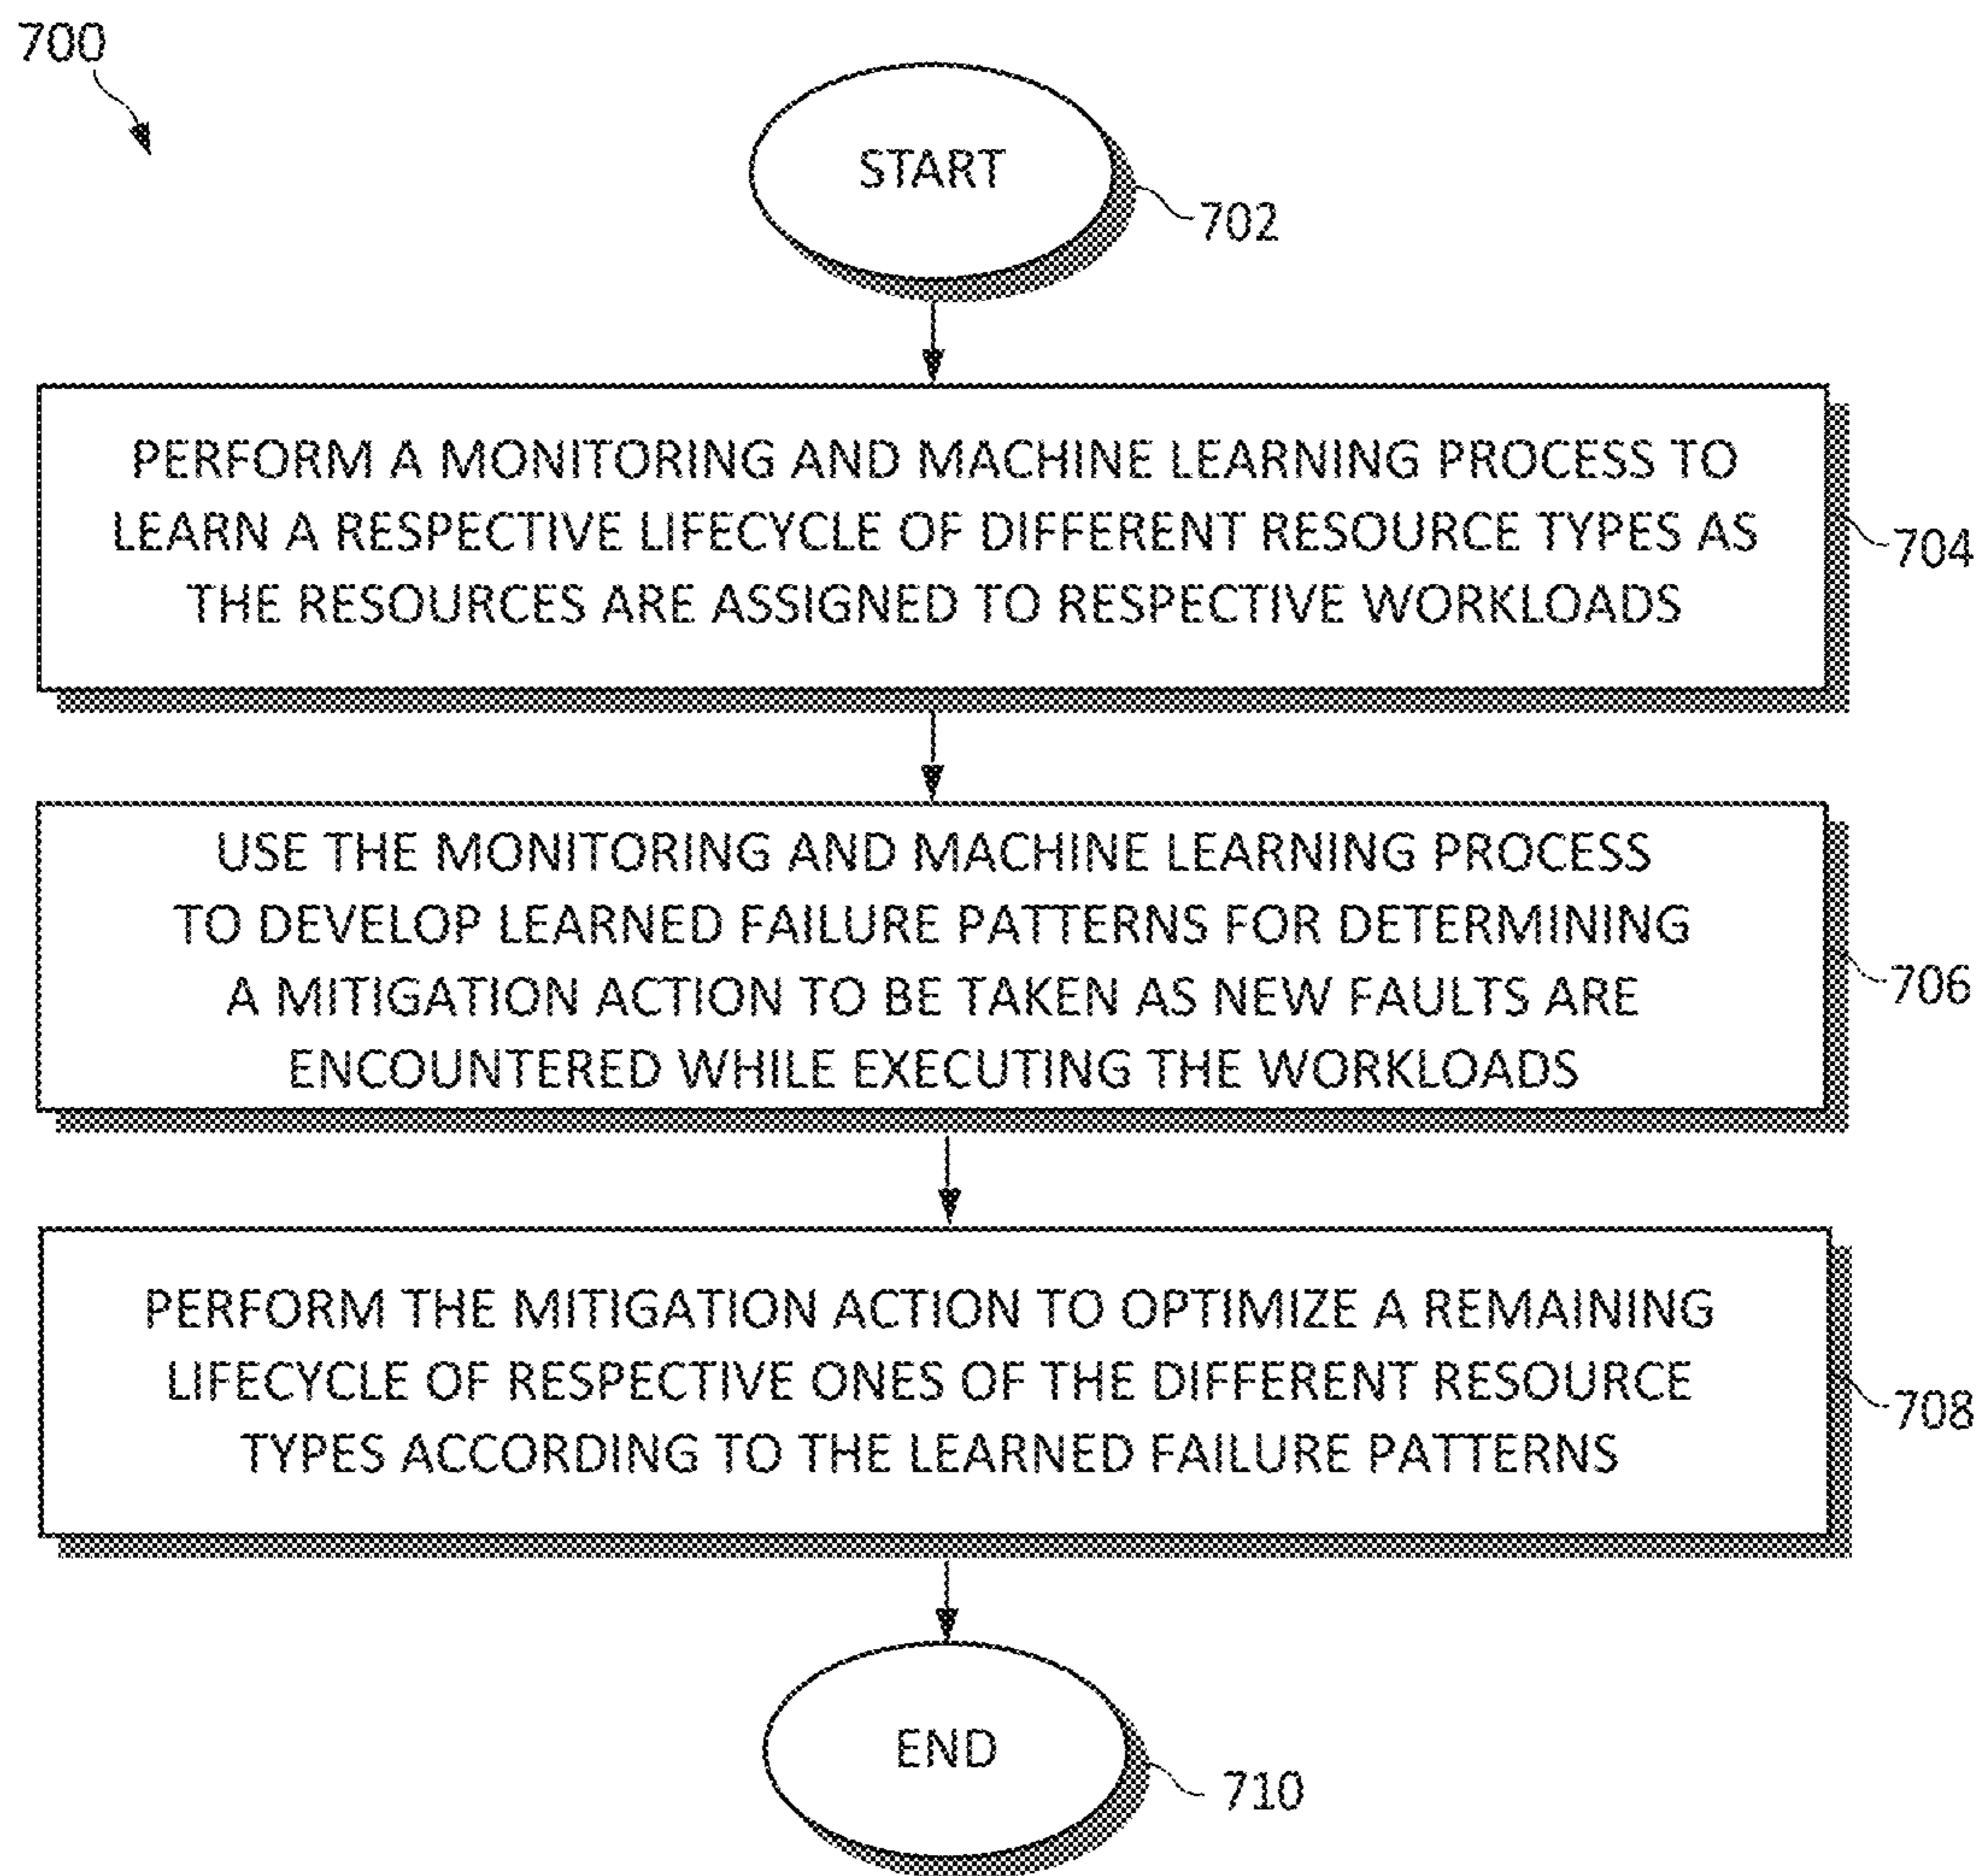 700
START
702
PERFORM A MONITORING AND MACHINE LEARNING PROCESS TO
LEARN A RESPECTIVE LIFECYCLE OF DIFFERENT RESOURCE TYPES AS
THE RESOURCES ARE ASSIGNED TO RESPECTIVE WORKLOADS
704
USE THE MONITORING AND MACHINE LEARNING PROCESS
TO DEVELOP LEARNED FAILURE PATTERNS FOR DETERMINING
A MITIGATION ACTION TO BE TAKEN AS NEW FAULTS ARE
ENCOUNTERED WHILE EXECUTING THE WORKLOADS
706
PERFORM THE MITIGATION ACTION TO OPTIMIZE A REMAINING
LIFECYCLE OF RESPECTIVE ONES OF THE DIFFERENT RESOURCE
TYPES ACCORDING TO THE LEARNED FAILURE PATTERNS
708
END
710